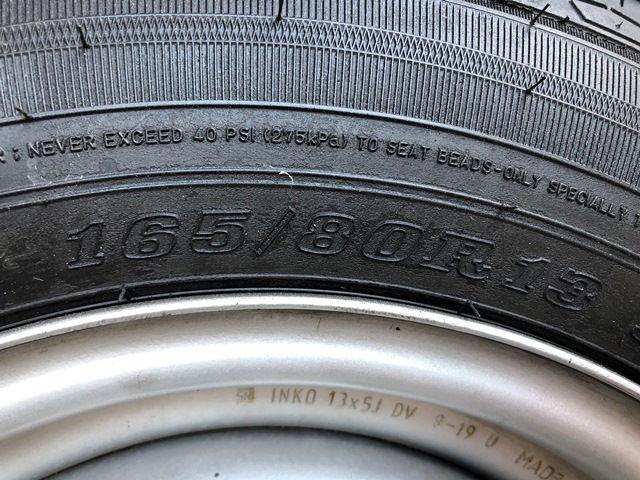 : NEVER EXCEED 40 PSI (275kPa) TO SEAT BEADS-ONLY SPECIALLY
165/80R13
INKO 13x5J DV 9-19 U MADE